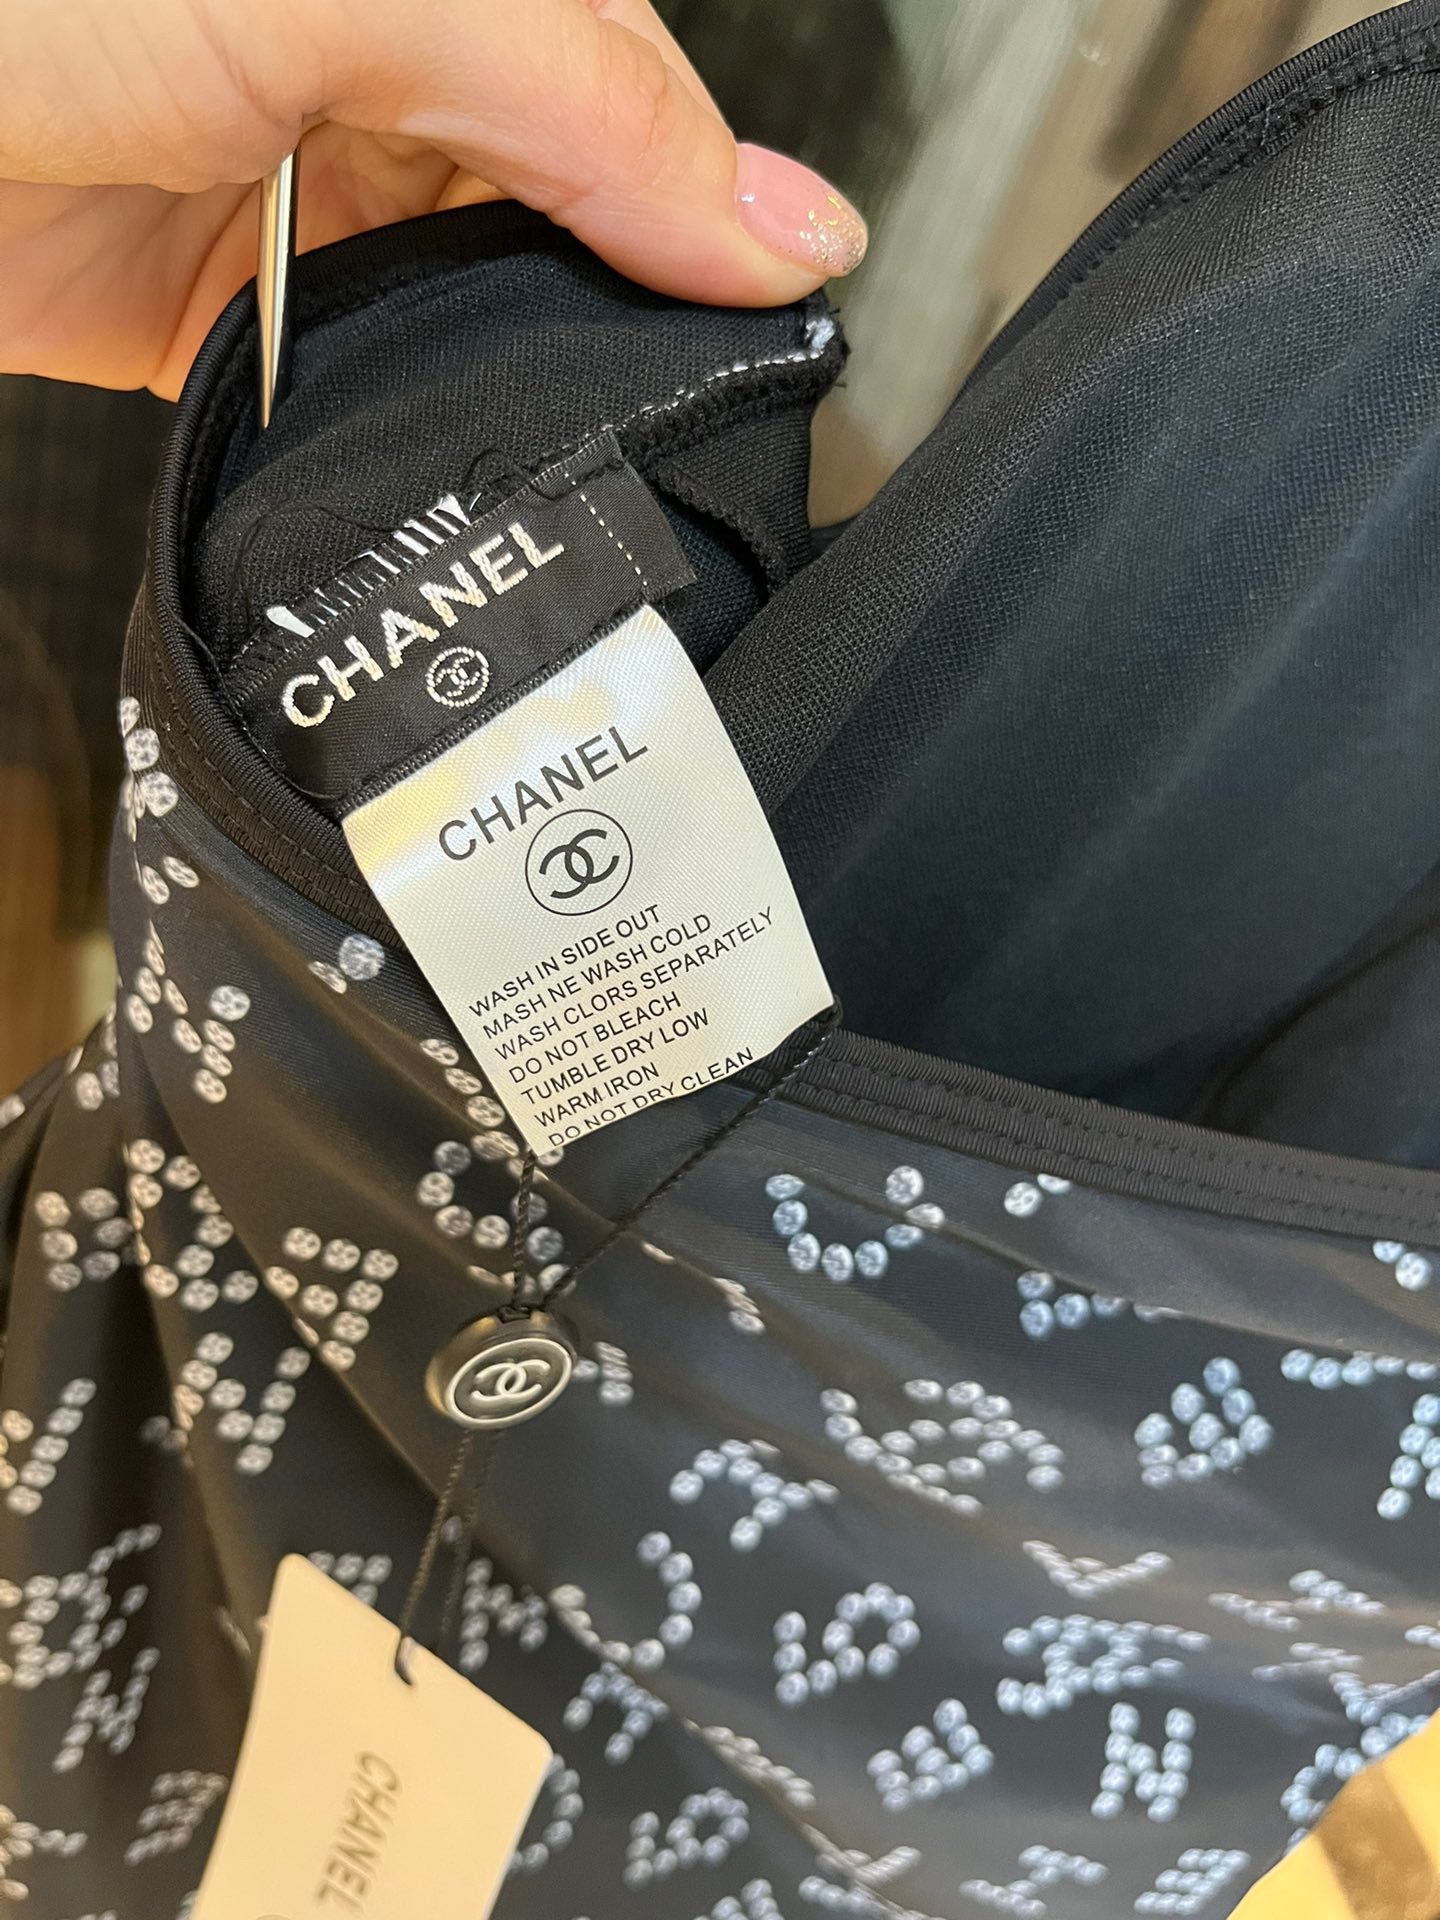 CHANEL
CHANEL
WASH IN SIDE OUT
MASH NE WASH COLD
WASH CLORS SEPARATELY
DO NOT BLEACH
TUMBLE DRY LOW
WARM IRON
DO NOT DRY CLEAN
CHANEL